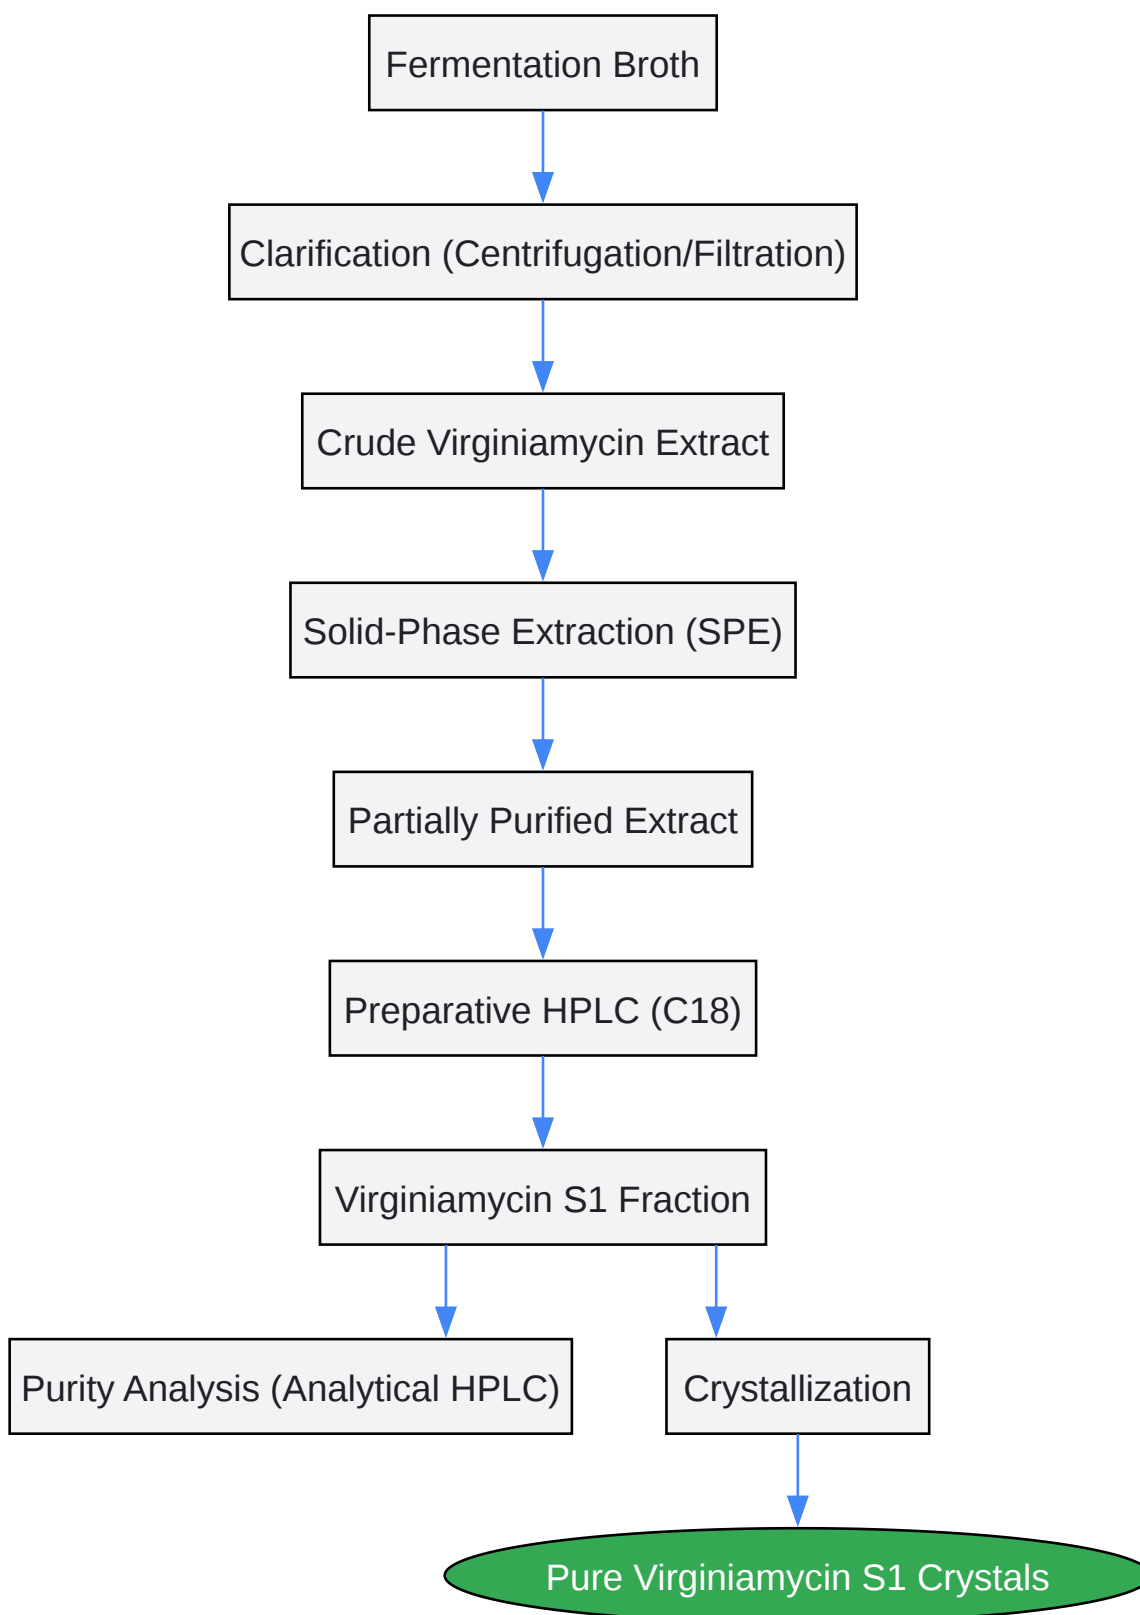 Fermentation Broth
Clarification (Centrifugation/Filtration)
Crude Virginiamycin Extract
Solid-Phase Extraction (SPE)
Partially Purified Extract
Preparative HPLC (C18)
Virginiamycin S1 Fraction
Purity Analysis (Analytical HPLC)
Crystallization
Pure Virginiamycin S1 Crystals